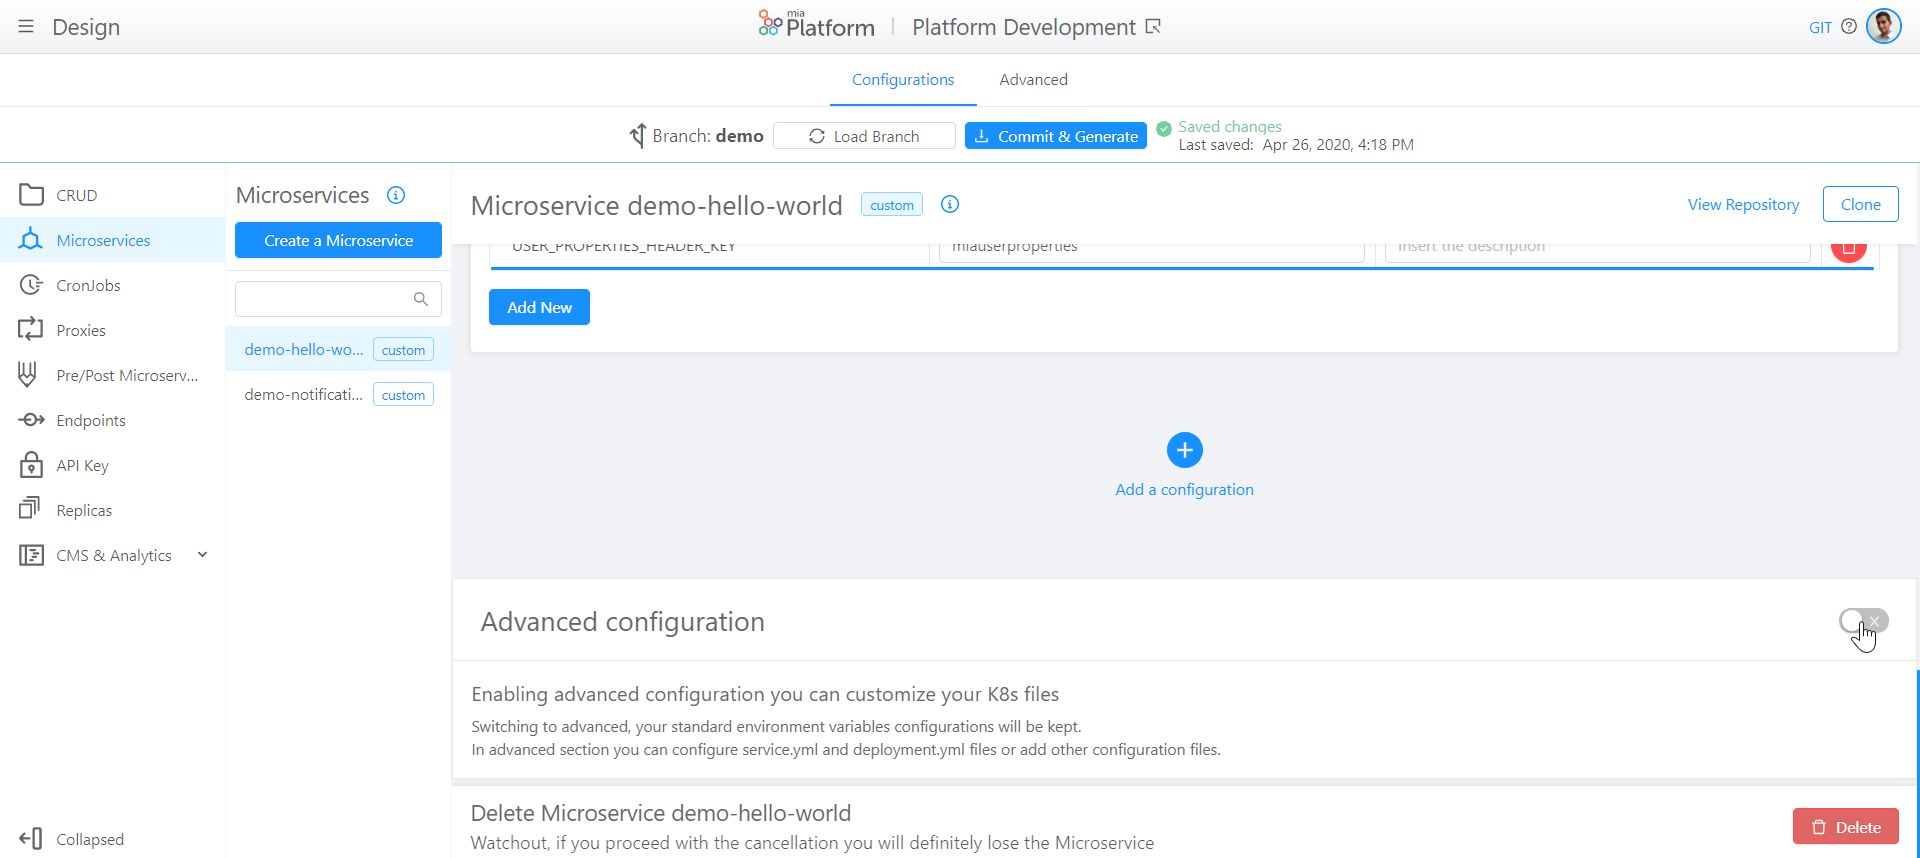 Design
mia
Platform
Platform Development
GIT
Configurations
Advanced
Branch: demo
Load Branch
Commit & Generate
Saved changes
Last saved: Apr 26, 2020, 4:18 PM
CRUD
Microservices
CronJobs
Proxies
Pre/Post Microserv...
Endpoints
API Key
Replicas
CMS & Analytics
Collapsed
Microservices
Create a Microservice
demo-hello-wo... custom
demo-notificati... custom
Microservice demo-hello-world custom
View Repository
Clone
USER_PROPERTIES_HEADER_KEY
miauserproperties
Insert the description
Add New
Add a configuration
Advanced configuration
Enabling advanced configuration you can customize your K8s files
Switching to advanced, your standard environment variables configurations will be kept.
In advanced section you can configure service.yml and deployment.yml files or add other configuration files.
Delete Microservice demo-hello-world
Watchout, if you proceed with the cancellation you will definitely lose the Microservice
Delete